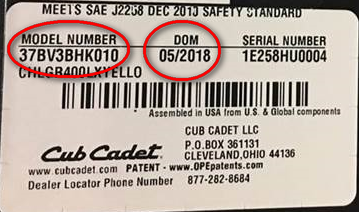 MEETS SAE J2258 DEC 2013 SAFETY STANDARD
MODEL NUMBER DOM SERIAL NUMBER
37BV3BHK010 05/2018 1E258HU0004
CHLGR400LXYELLO
Assembled in USA from U.S. & Global components
CUB CADET LLC
P.O.BOX 361131
CLEVELAND,OHIO 44136
Cub Cadet.
www.cubcadet.com PATENT - www.OPEpatents.com
Dealer Locator Phone Number 877-282-8684